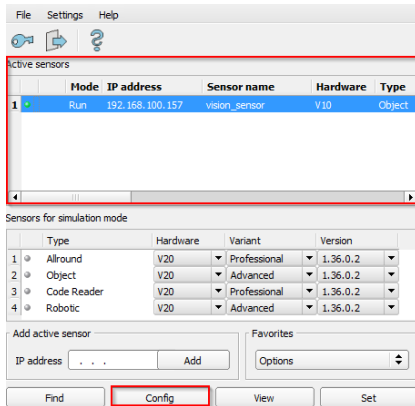 File Settings Help
Active sensors
Mode IP address Sensor name Hardware Type
1 Run 192.168.100.157 vision_sensor V10 Object
Sensors for simulation mode
Type Hardware Variant Version
1 Allround V20 Professional 1.36.0.2
2 Object V20 Advanced 1.36.0.2
3 Code Reader V20 Professional 1.36.0.2
4 Robotic V20 Advanced 1.36.0.2
Add active sensor Favorites
IP address . . . Add Options
Find Config View Set